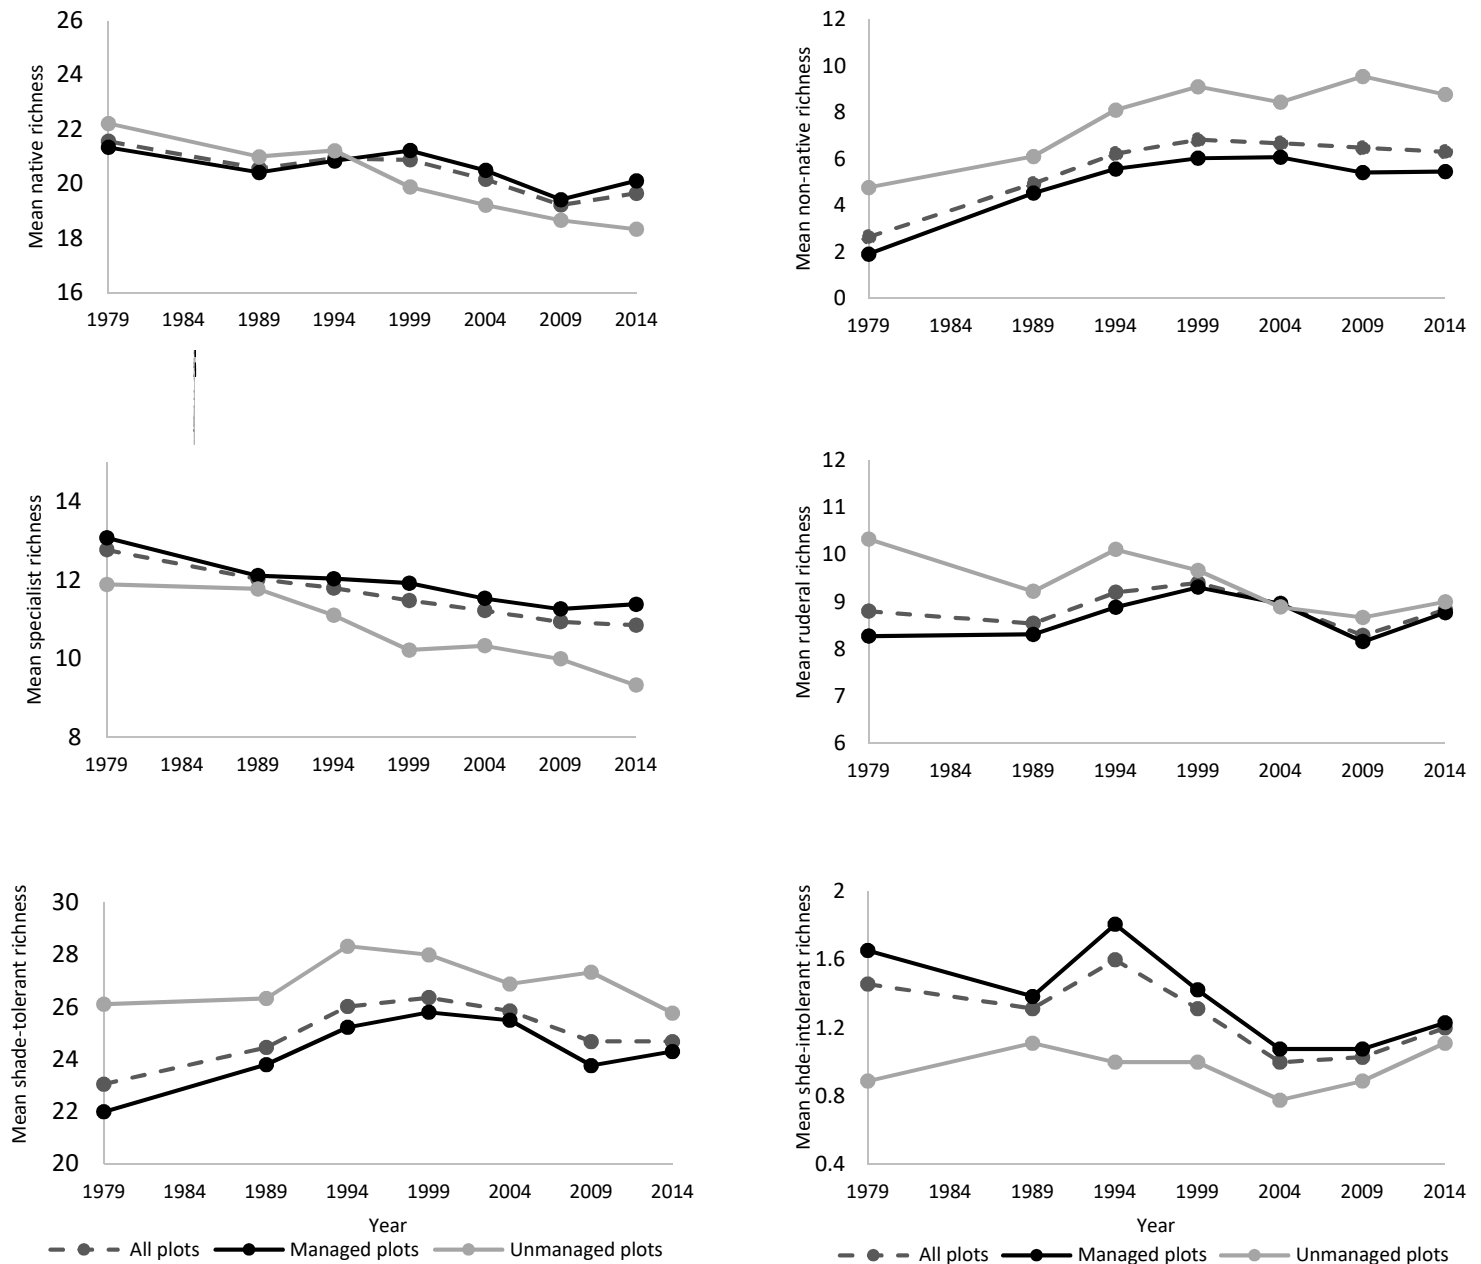 Mean native richness
26
24
22
20
18
16
1979 1984 1989 1994 1999 2004 2009 2014
Mean non-native richness
12
10
8
6
4
2
0
1979 1984 1989 1994 1999 2004 2009 2014
Mean specialist richness
14
12
10
8
1979 1984 1989 1994 1999 2004 2009 2014
Mean ruderal richness
12
11
10
9
8
7
6
1979 1984 1989 1994 1999 2004 2009 2014
Mean shade-tolerant richness
30
28
26
24
22
20
1979 1984 1989 1994 1999 2004 2009 2014
Year
All plots Managed plots Unmanaged plots
Mean shde-intolerant richness
2
1.6
1.2
0.8
0.4
1979 1984 1989 1994 1999 2004 2009 2014
Year
All plots Managed plots Unmanaged plots